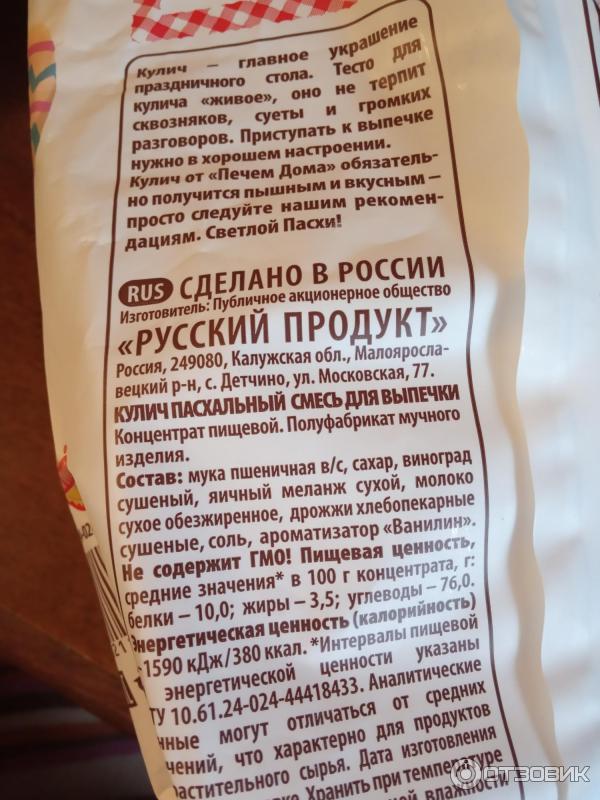 Кулич – главное украшение
праздничного стола. Тесто для
кулича «живое», оно не терпит
сквозняков, суеты и громких
разговоров. Приступать к выпечке
нужно в хорошем настроении.
Кулич от «Печем Дома» обязатель-
но получится пышным и вкусным –
просто следуйте нашим рекомен-
дациям. Светлой Пасхи!
RUS СДЕЛАНО В РОССИИ
Изготовитель: Публичное акционерное общество
«РУССКИЙ ПРОДУКТ»
Россия, 249080, Калужская обл., Малояросла-
вецкий р-н, с. Детчино, ул. Московская, 77.
КУЛИЧ ПАСХАЛЬНЫЙ СМЕСЬ ДЛЯ ВЫПЕЧКИ
Концентрат пищевой. Полуфабрикат мучного
изделия.
Состав: мука пшеничная в/с, сахар, виноград
сушеный, яичный меланж сухой, молоко
сухое обезжиренное, дрожжи хлебопекарные
сушеные, соль, ароматизатор «Ванилин».
Не содержит ГМО! Пищевая ценность,
средние значения* в 100 г концентрата, г:
белки – 10,0; жиры – 3,5; углеводы – 76,0.
Энергетическая ценность (калорийность)
1590 кДж/380 ккал. *Интервалы пищевой
энергетической ценности указаны
ТУ 10.61.24-024-44418433. Аналитические
могут отличаться от средних
что характерно для продуктов
сырья. Дата изготовления
Хранить при температуре
влажности
ОТЗОВИК